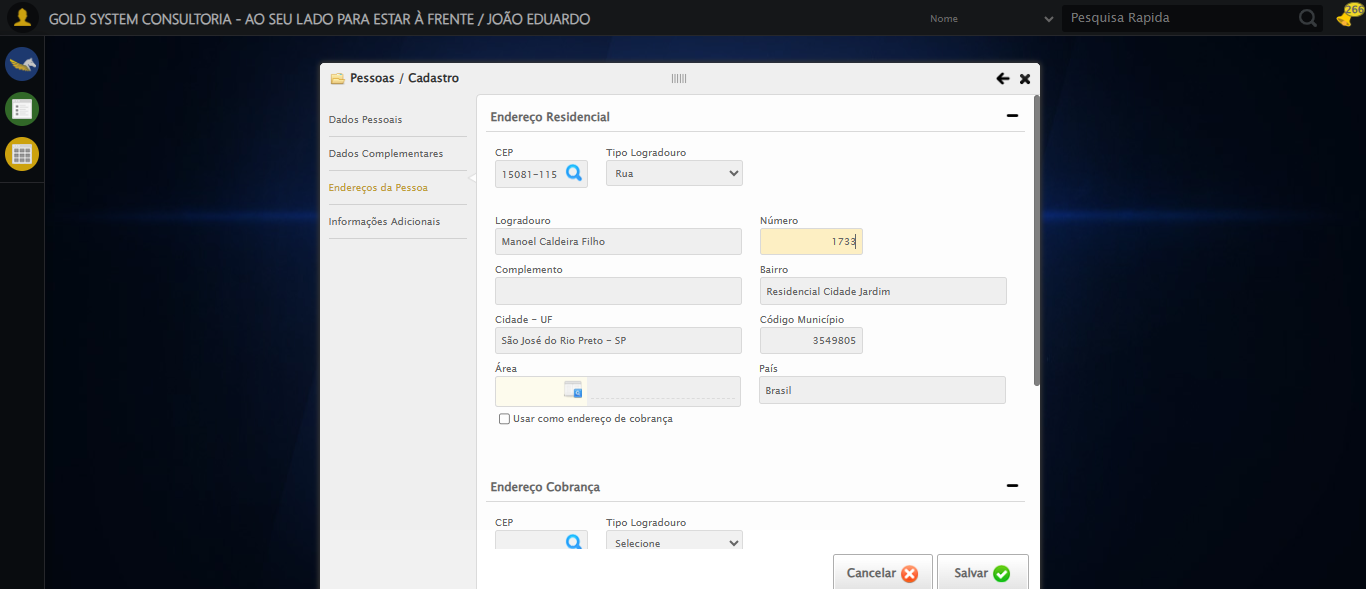 GOLD SYSTEM CONSULTORIA - AO SEU LADO PARA ESTAR À FRENTE / JOÃO EDUARDO
Nome
Pesquisa Rapida
266
Pessoas / Cadastro
Dados Pessoais
Dados Complementares
Endereços da Pessoa
Informações Adicionais
Endereço Residencial
CEP Tipo Logradouro
15081-115 Rua
Logradouro Número
Manoel Caldeira Filho 1733
Complemento Bairro
Residencial Cidade Jardim
Cidade - UF Código Município
São José do Rio Preto - SP 3549805
Área País
Brasil
Usar como endereço de cobrança
Endereço Cobrança
CEP Tipo Logradouro
Selecione
Cancelar Salvar